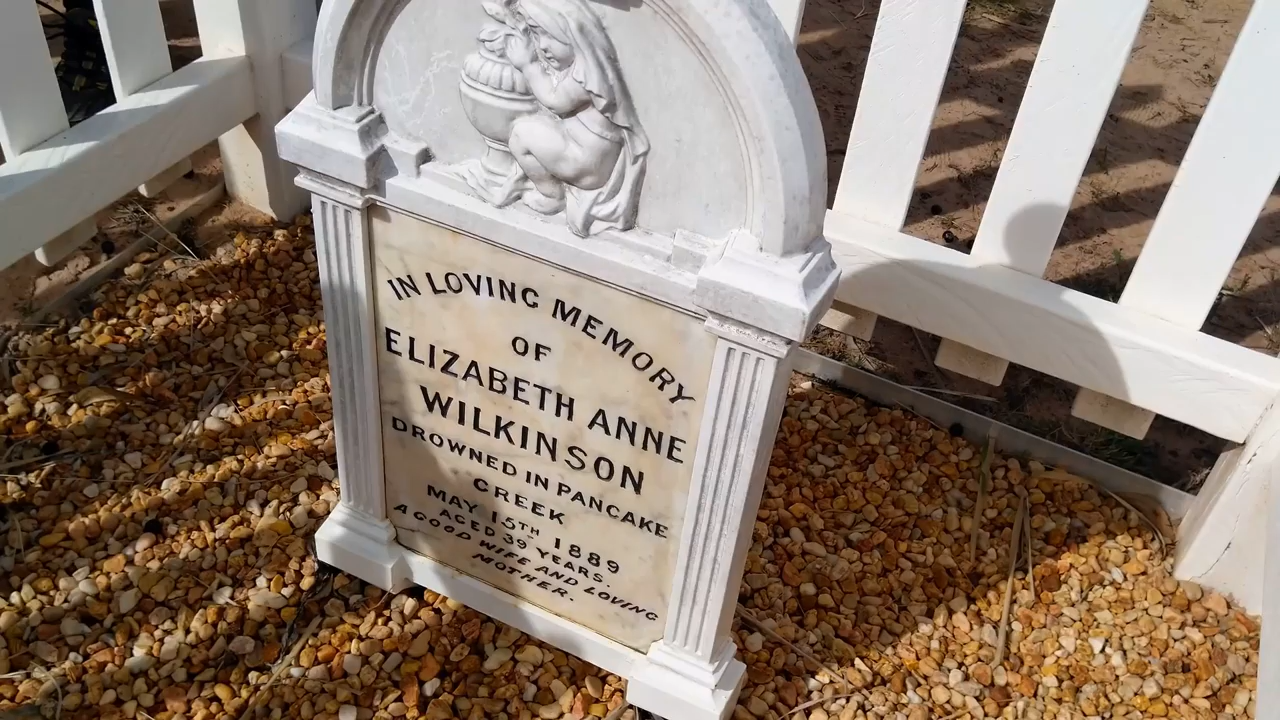 IN LOVING MEMORY
OF
ELIZABETH ANNE
WILKINSON
DROWNED IN PANCAKE
CREEK
MAY 15TH 1889
AGED 39 YEARS.
A GOOD WIFE AND LOVING
MOTHER.